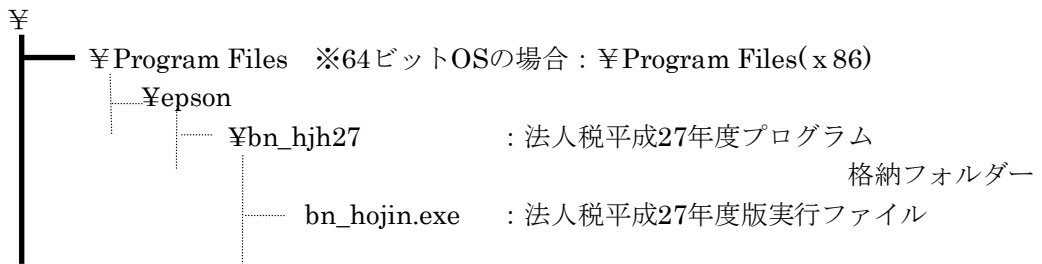 ￥
￥Program Files　※64ビットOSの場合：￥Program Files(ｘ86)
￥epson
￥bn_hjh27　：法人税平成27年度プログラム
格納フォルダー
bn_hojin.exe　：法人税平成27年度版実行ファイル